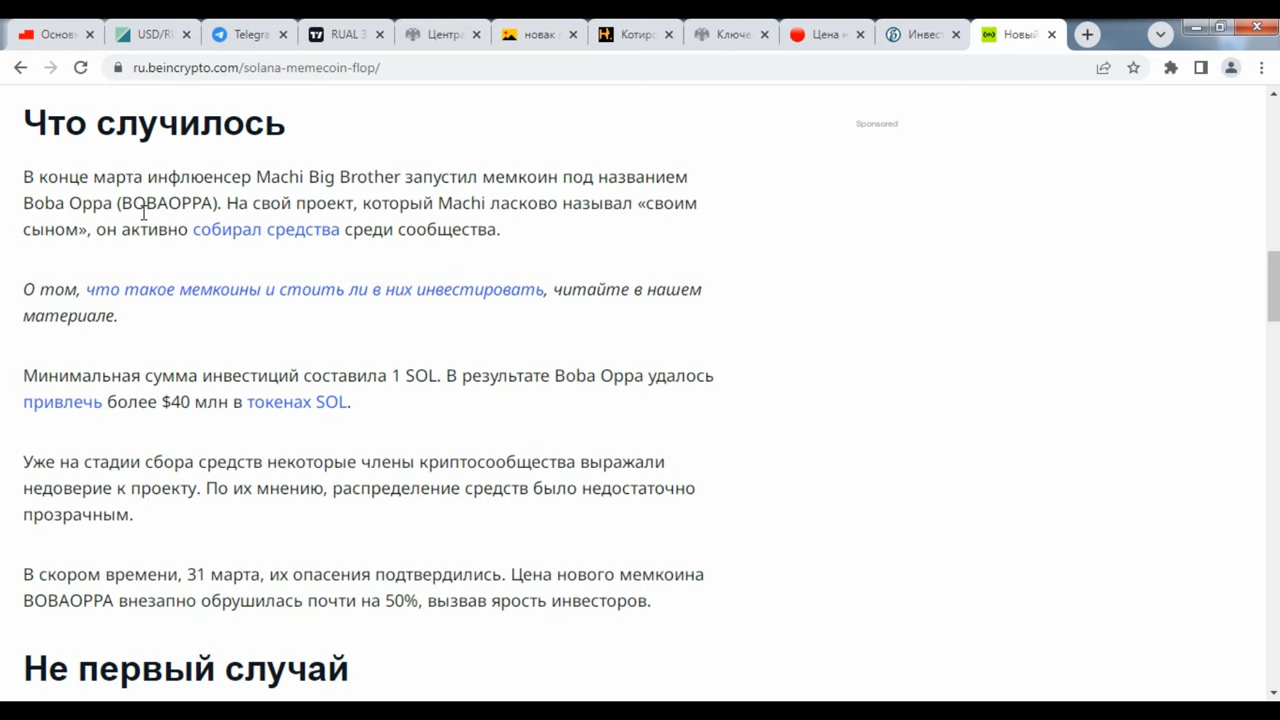 Основ
USD/R
Telegra
RUAL 3
Центра
новак
Котиро
Ключе
Цена н
Инвес
Новый
ru.beincrypto.com/solana-memecoin-flop/
Что случилось
Sponsored
В конце марта инфлюенсер Machi Big Brother запустил мемкоин под названием
Boba Oppa (BOBAOPPA). На свой проект, который Machi ласково называл «своим
сыном», он активно собирал средства среди сообщества.
О том, что такое мемкоины и стоить ли в них инвестировать, читайте в нашем
материале.
Минимальная сумма инвестиций составила 1 SOL. В результате Boba Oppa удалось
привлечь более $40 млн в токенах SOL.
Уже на стадии сбора средств некоторые члены криптосообщества выражали
недоверие к проекту. По их мнению, распределение средств было недостаточно
прозрачным.
В скором времени, 31 марта, их опасения подтвердились. Цена нового мемкоина
BOBAOPPA внезапно обрушилась почти на 50%, вызвав ярость инвесторов.
Не первый случай